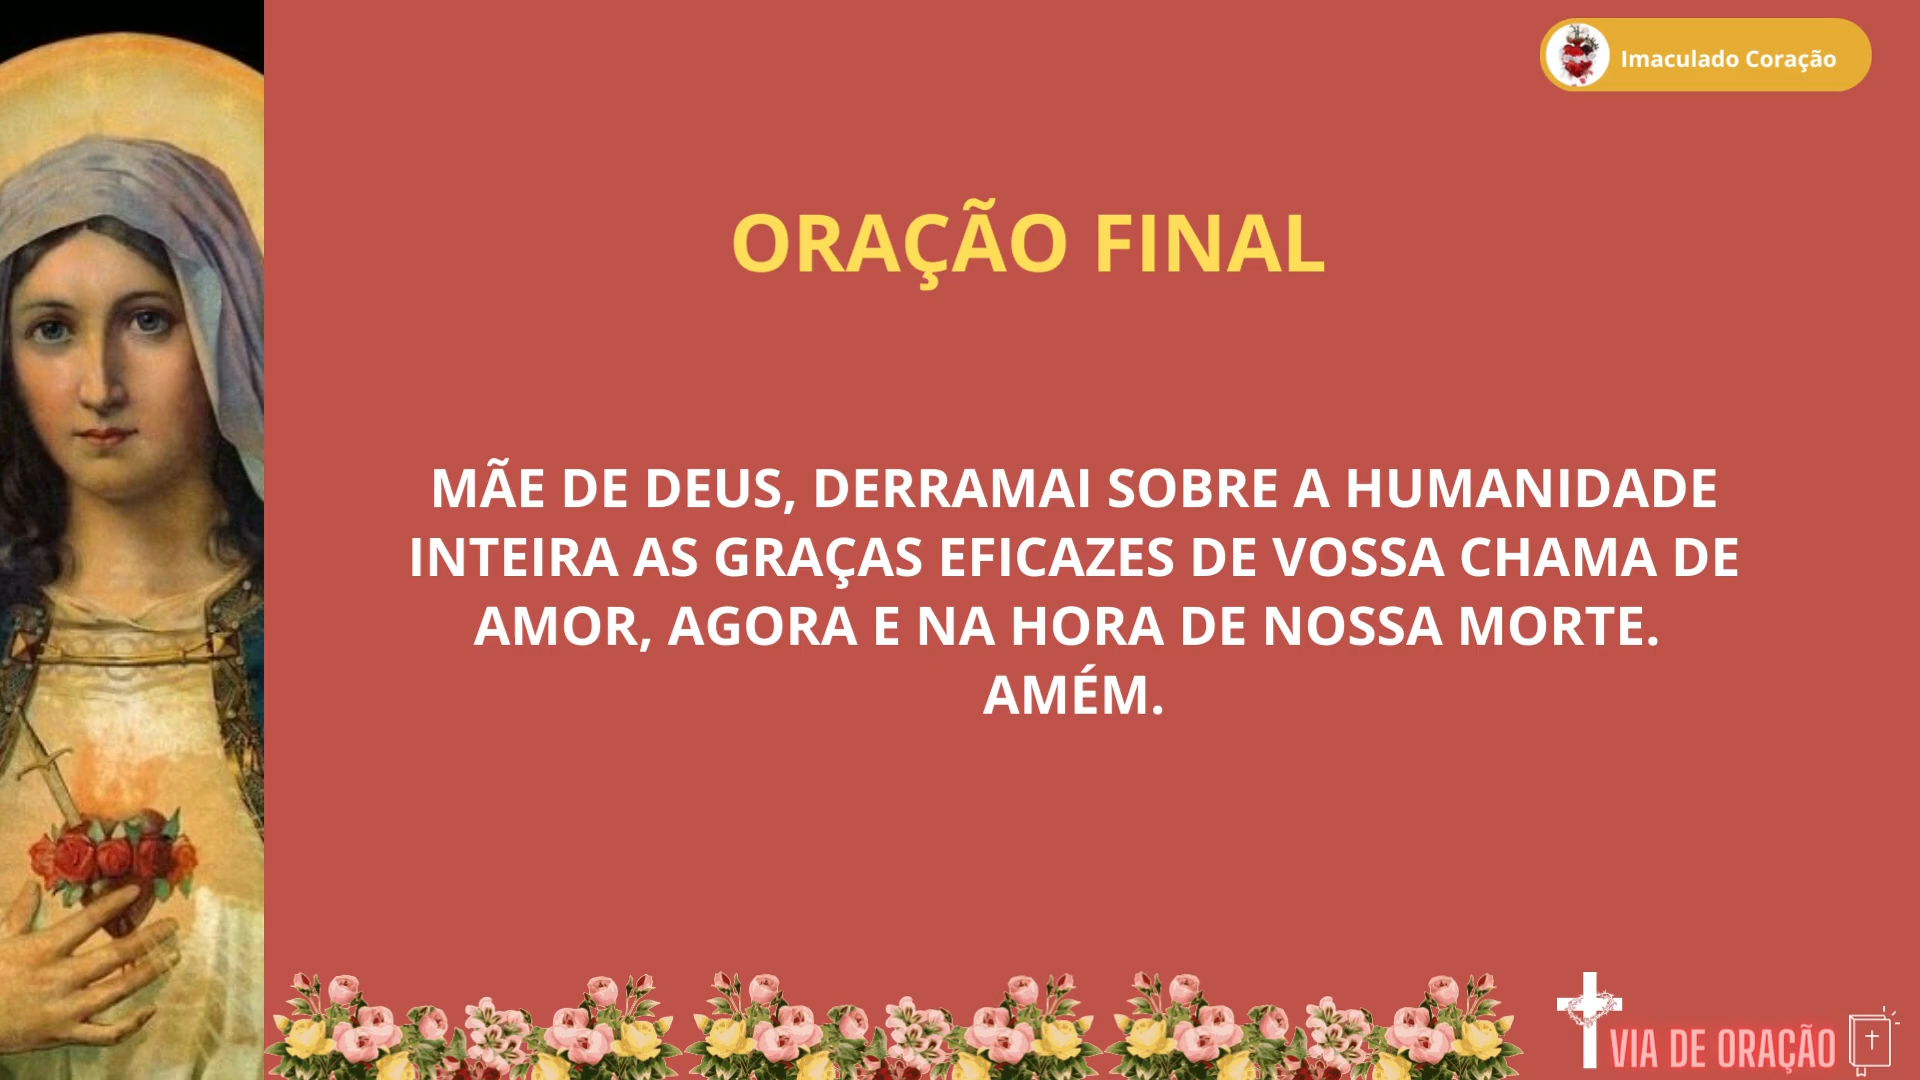 Imaculado Coração
ORAÇÃO FINAL
MÃE DE DEUS, DERRAMAI SOBRE A HUMANIDADE
INTEIRA AS GRAÇAS EFICAZES DE VOSSA CHAMA DE
AMOR, AGORA E NA HORA DE NOSSA MORTE.
AMÉM.
VIA DE ORAÇÃO